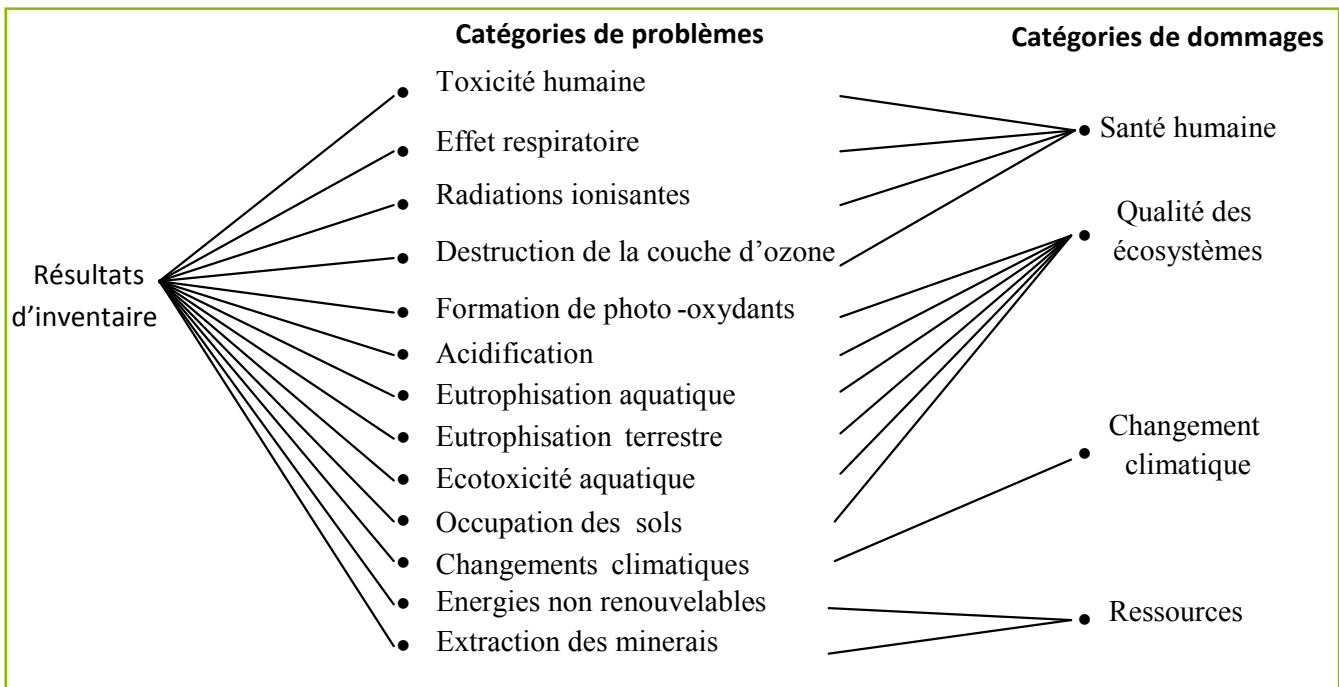 Catégories de problèmes
Catégories de dommages
Toxicité humaine
Effet respiratoire
Radiations ionisantes
Destruction de la couche d’ozone
Formation de photo -oxydants
Acidification
Eutrophisation aquatique
Eutrophisation terrestre
Ecotoxicité aquatique
Occupation des sols
Changements climatiques
Energies non renouvelables
Extraction des minerais
Résultats
d’inventaire
Santé humaine
Qualité des
écosystèmes
Changement
climatique
Ressources